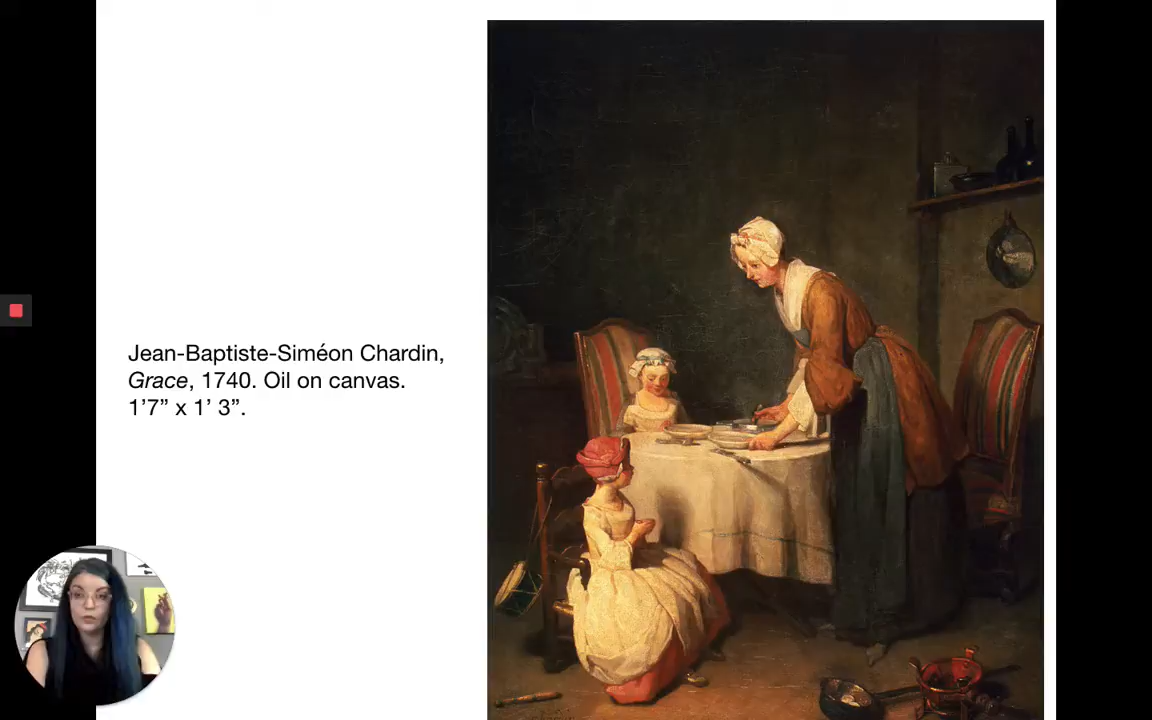 Jean-Baptiste-Siméon Chardin,
Grace, 1740. Oil on canvas.
1’7” x 1’ 3”.